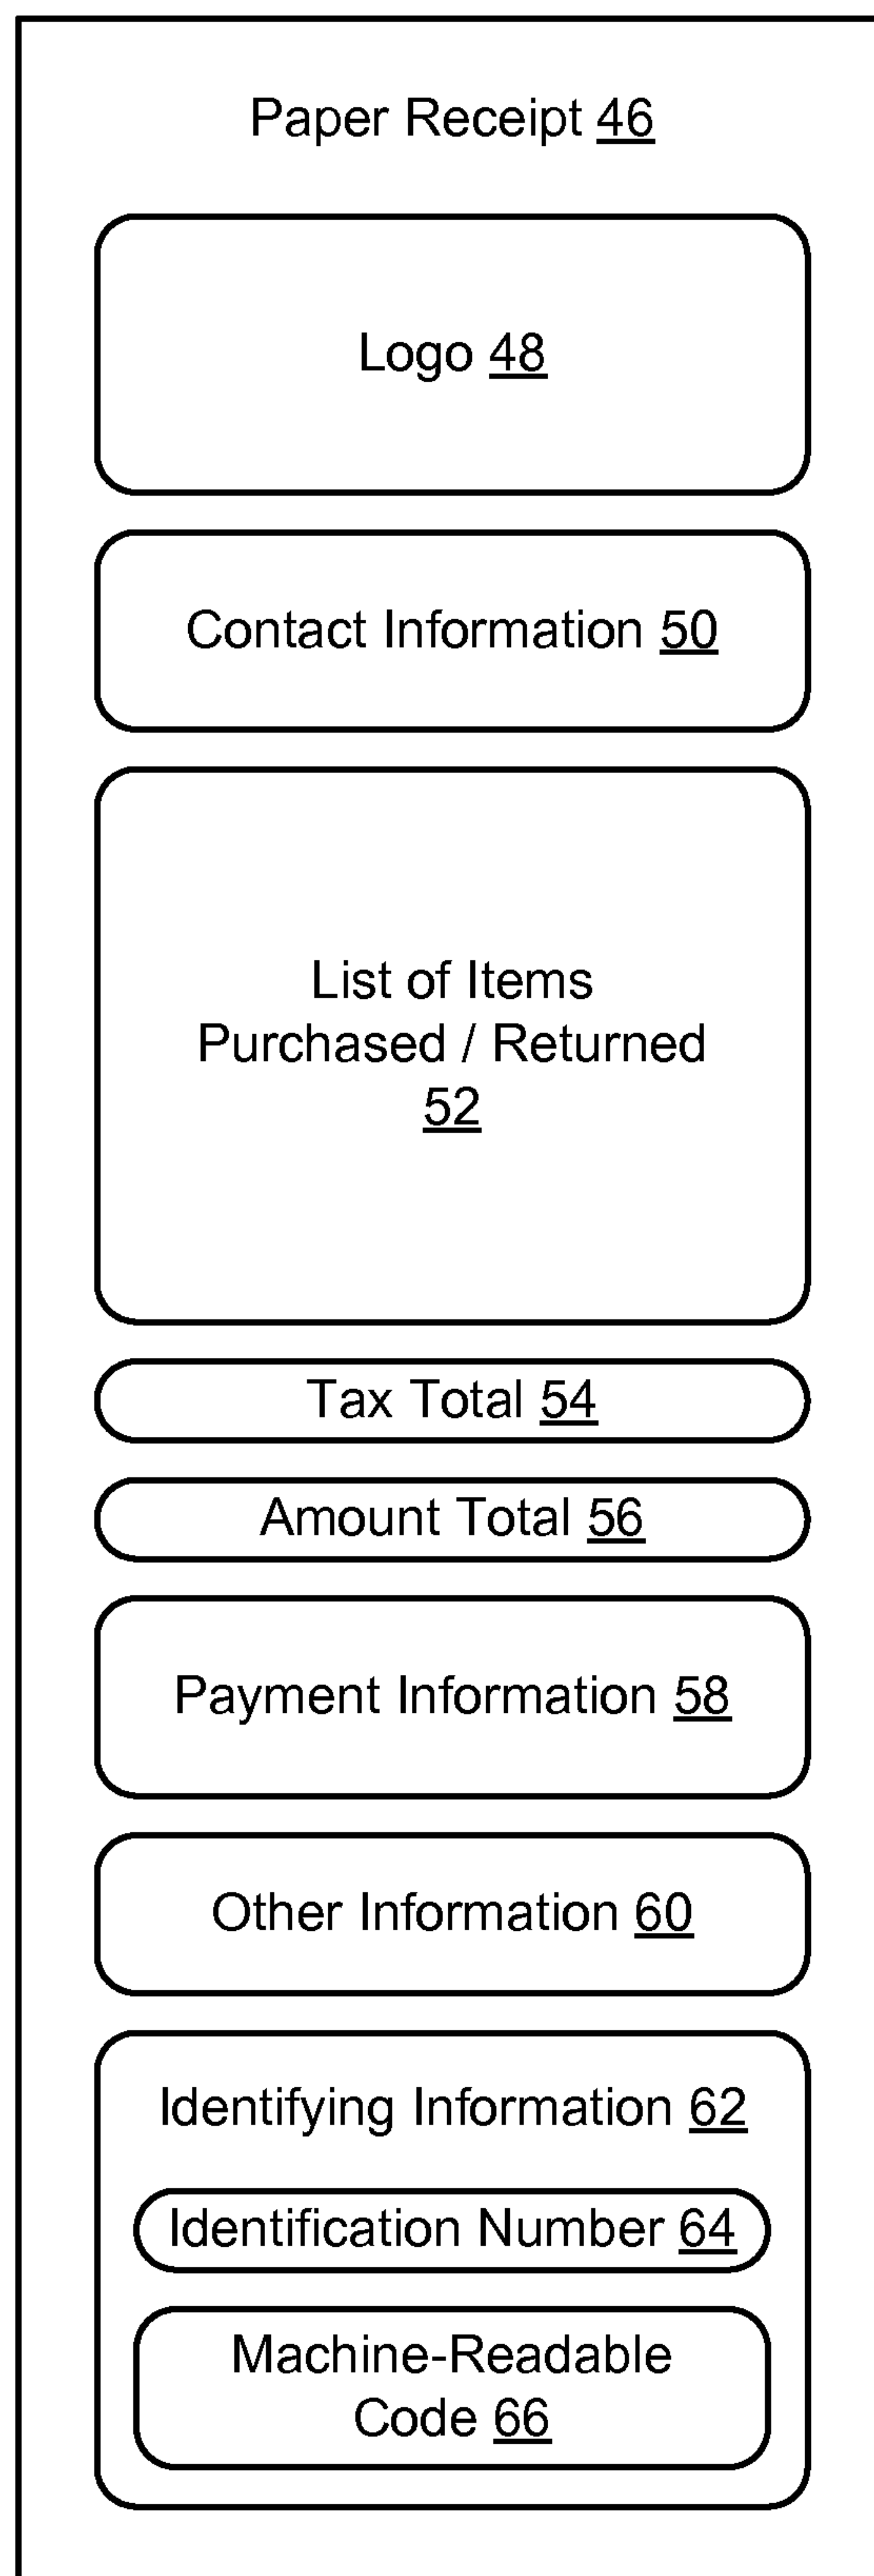 Paper Receipt 46
Logo 48
Contact Information 50
List of Items
Purchased / Returned
52
Tax Total 54
Amount Total 56
Payment Information 58
Other Information 60
Identifying Information 62
Identification Number 64
Machine-Readable
Code 66